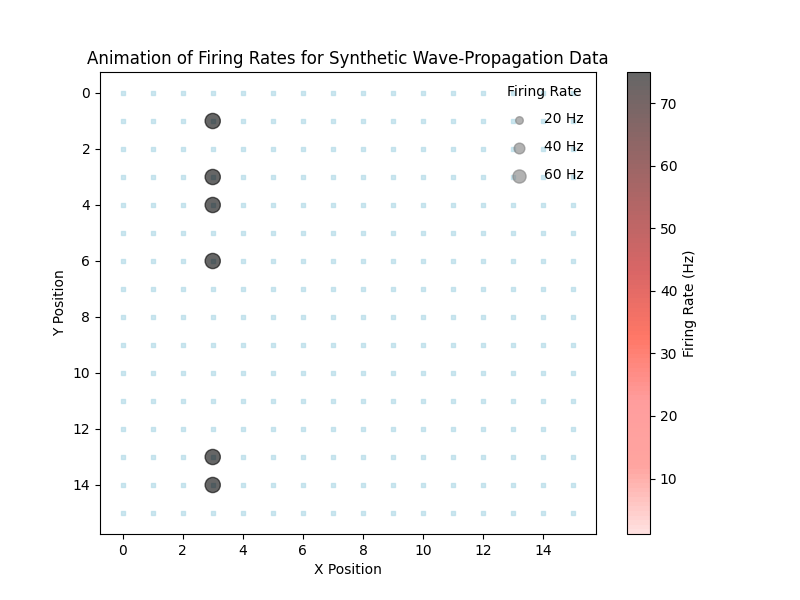 Animation of Firing Rates for Synthetic Wave-Propagation Data
Firing Rate
20 Hz
40 Hz
60 Hz
0
2
4
6
8
10
12
14
Y Position
0 2 4 6 8 10 12 14
X Position
70
60
50
40
30
20
10
Firing Rate (Hz)